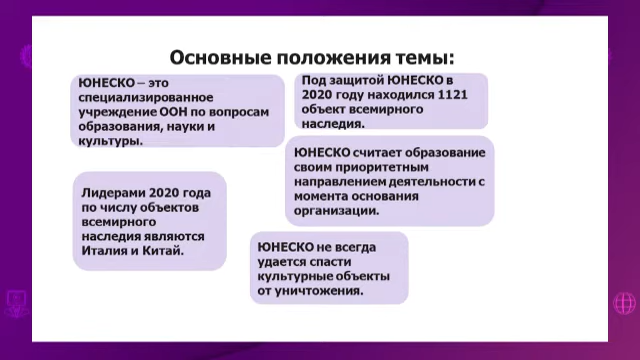 Основные положения темы:
ЮНЕСКО – это
специализированное
учреждение ООН по вопросам
образования, науки и
культуры.
Под защитой ЮНЕСКО в
2020 году находился 1121
объект всемирного
наследия.
ЮНЕСКО считает образование
своим приоритетным
направлением деятельности с
момента основания
организации.
Лидерами 2020 года
по числу объектов
всемирного
наследия являются
Италия и Китай.
ЮНЕСКО не всегда
удается спасти
культурные объекты
от уничтожения.